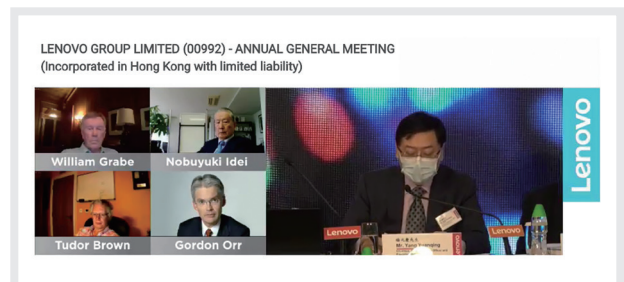 LENOVO GROUP LIMITED (00992) - ANNUAL GENERAL MEETING
(Incorporated in Hong Kong with limited liability)
William Grabe
Nobuyuki Idei
Tudor Brown
Gordon Orr
Lenovo
Lenovo
Mr. Yang Yuanqing
Lenovo